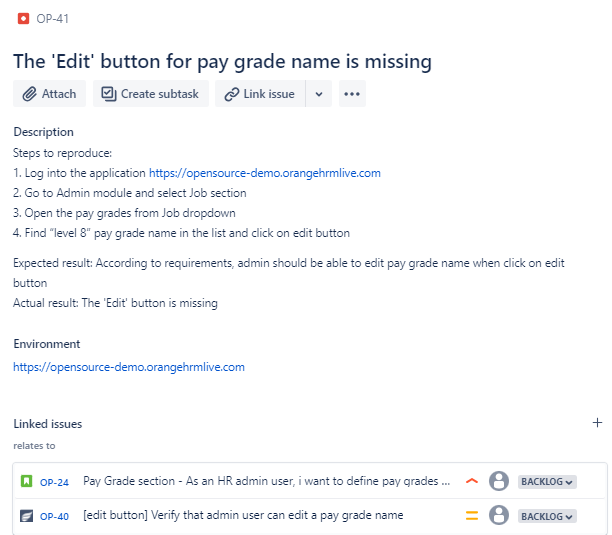 OP-41
The 'Edit' button for pay grade name is missing
Attach Create subtask Link issue •••
Description
Steps to reproduce:
1. Log into the application https://opensource-demo.orangehrmlive.com
2. Go to Admin module and select Job section
3. Open the pay grades from Job dropdown
4. Find “level 8” pay grade name in the list and click on edit button
Expected result: According to requirements, admin should be able to edit pay grade name when click on edit
button
Actual result: The 'Edit' button is missing
Environment
https://opensource-demo.orangehrmlive.com
Linked issues +
relates to
OP-24 Pay Grade section - As an HR admin user, i want to define pay grades ... BACKLOG
OP-40 [edit button] Verify that admin user can edit a pay grade name BACKLOG